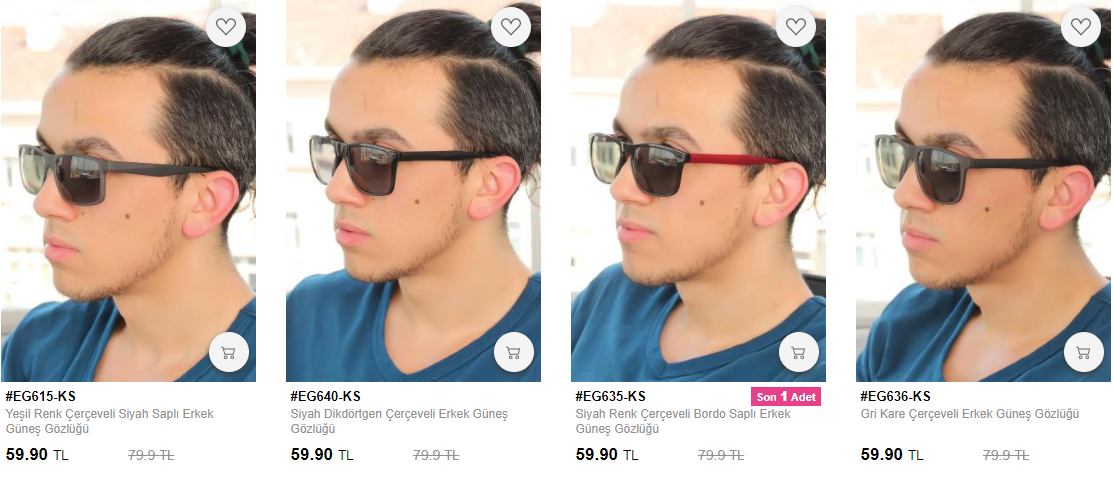 #EG615-KS
Yeşil Renk Çerçeveli Siyah Saplı Erkek
Güneş Gözlüğü
59.90 TL 79.9 TL
#EG640-KS
Siyah Dikdörtgen Çerçeveli Erkek Güneş
Gözlüğü
59.90 TL 79.9 TL
#EG635-KS
Son 1 Adet
Siyah Renk Çerçeveli Bordo Saplı Erkek
Güneş Gözlüğü
59.90 TL 79.9 TL
#EG636-KS
Gri Kare Çerçeveli Erkek Güneş Gözlüğü
59.90 TL 79.9 TL